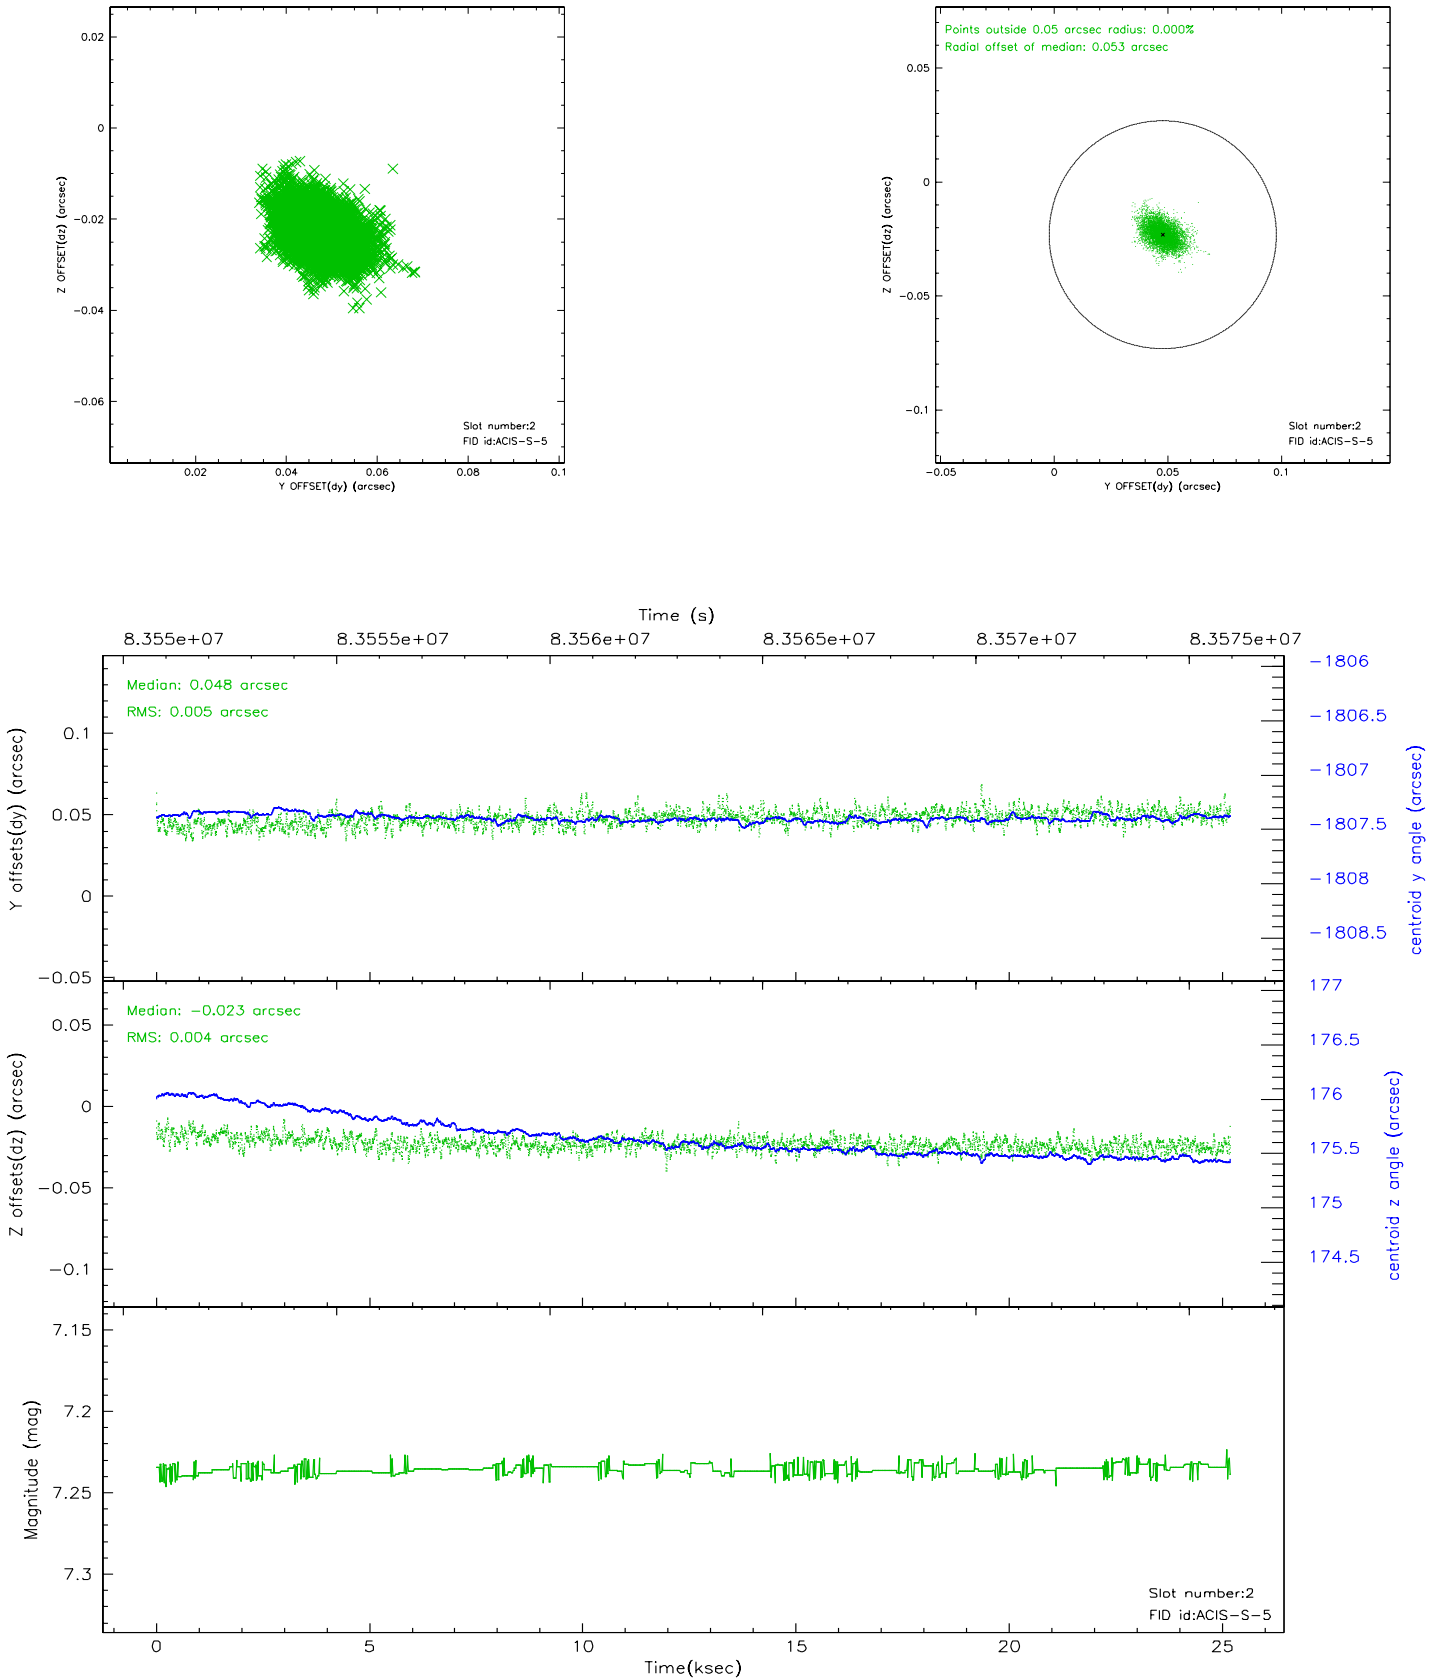 0.02
0
-0.02
-0.04
-0.06
Z OFFSET(dz) (arcsec)
Slot number:2
FID id:ACIS-S-5
0.02 0.04 0.06 0.08 0.1
Y OFFSET(dy) (arcsec)
Points outside 0.05 arcsec radius: 0.000%
Radial offset of median: 0.053 arcsec
0.05
0
-0.05
-0.1
Z OFFSET(dz) (arcsec)
Slot number:2
FID id:ACIS-S-5
-0.05 0 0.05 0.1
Y OFFSET(dy) (arcsec)
Time (s)
8.355e+07 8.3555e+07 8.356e+07 8.3565e+07 8.357e+07 8.3575e+07
Median: 0.048 arcsec
RMS: 0.005 arcsec
0.1
0.05
0
-0.05
Y offsets(dy) (arcsec)
-1806
-1806.5
-1807
-1807.5
-1808
-1808.5
centroid y angle (arcsec)
Median: -0.023 arcsec
RMS: 0.004 arcsec
0.05
0
-0.05
-0.1
Z offsets(dz) (arcsec)
177
176.5
176
175.5
175
174.5
centroid z angle (arcsec)
7.15
7.2
7.25
7.3
Magnitude (mag)
Slot number:2
FID id:ACIS-S-5
0 5 10 15 20 25
Time(ksec)